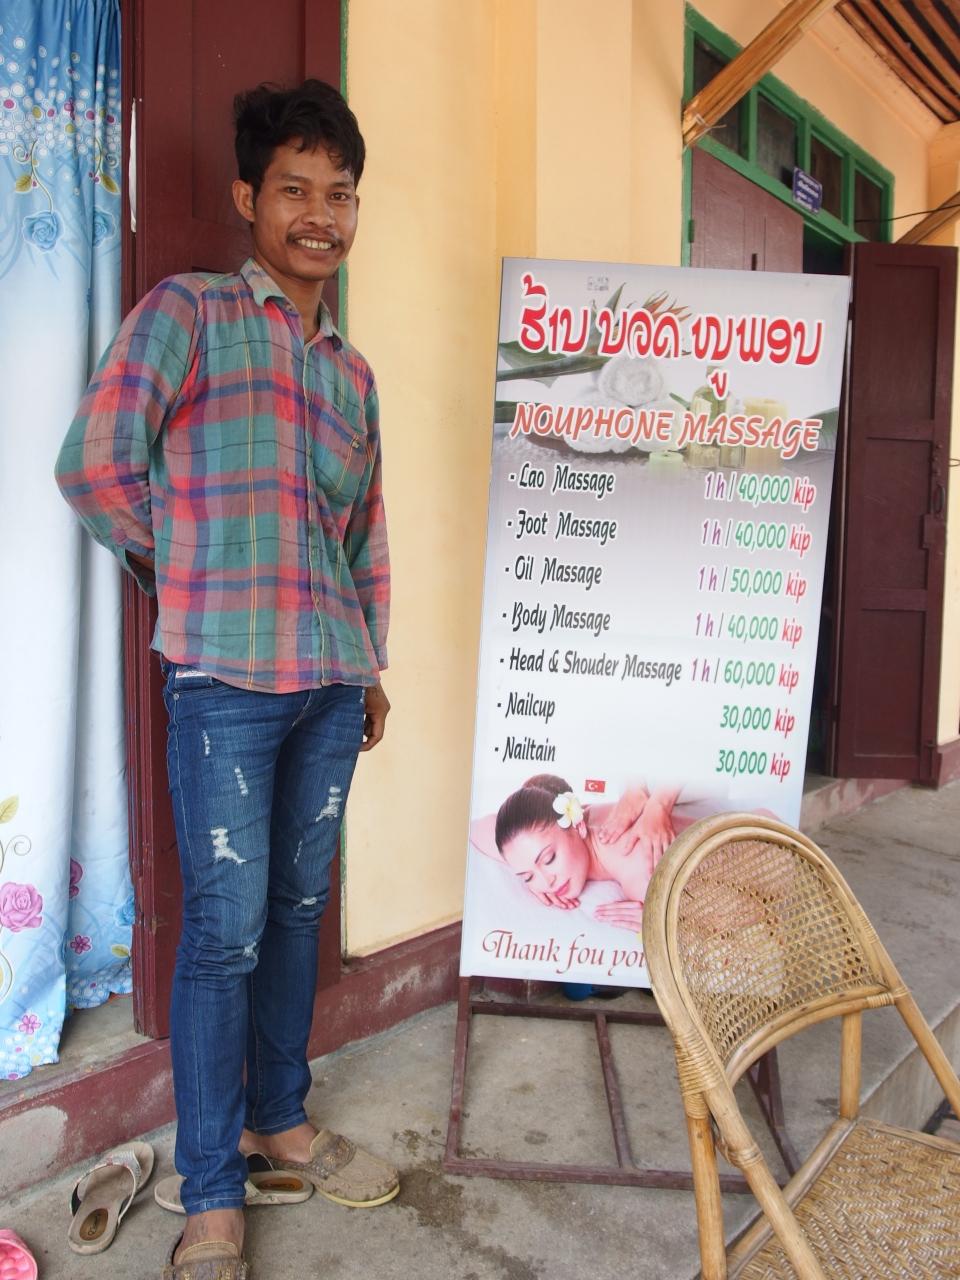 ຮ້ານ ນວດ ໜູພອນ
NOUPHONE MASSAGE
- Lao Massage 1 h / 40,000 kip
- Foot Massage 1 h / 40,000 kip
- Oil Massage 1 h / 50,000 kip
- Body Massage 1 h / 40,000 kip
- Head & Shouder Massage 1 h / 60,000 kip
- Nailcup 30,000 kip
- Nailtain 30,000 kip
Thank fou